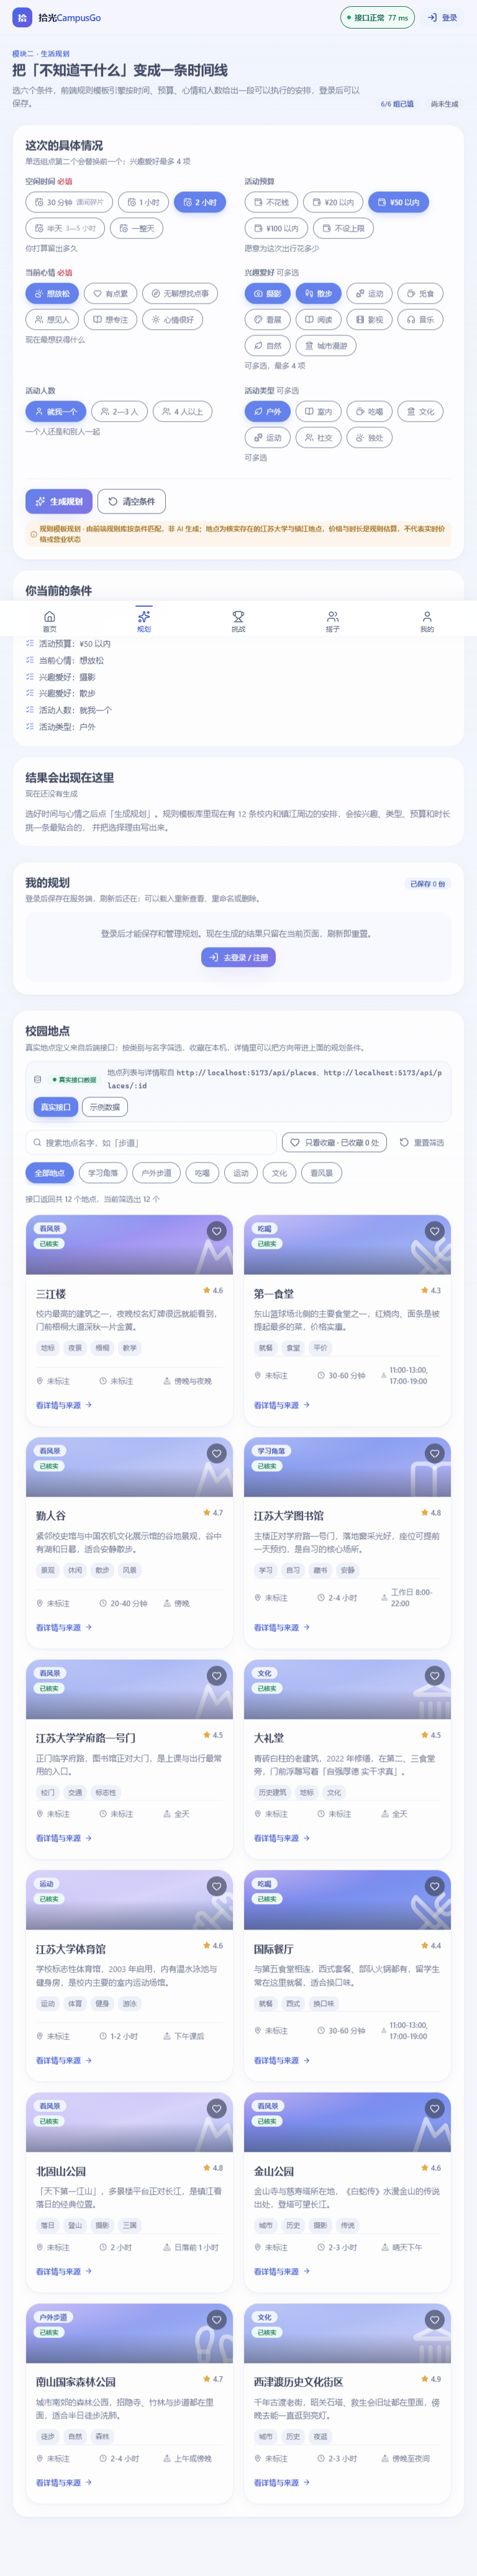 拾 拾光CampusGo
接口正常 77 ms
登录
模块二 · 生活规划
把「不知道干什么」变成一条时间线
选六个条件，前端规则模板引擎按时间、预算、心情和人数给出一段可以执行的安排，登录后可以
保存。
6/6 组已填 尚未生成
这次的具体情况
单选组点第二个会替换前一个；兴趣爱好最多 4 项
空闲时间 必填
30 分钟 课间碎片 1 小时 2 小时
半天 3—5 小时 一整天
你打算留出多久
活动预算
不花钱 ¥20 以内 ¥50 以内
¥100 以内 不设上限
愿意为这次出行花多少
当前心情 必填
想放松 有点累 无聊想找点事
想见人 想专注 心情很好
现在最想获得什么
兴趣爱好 可多选
摄影 散步 运动 觅食
看展 阅读 影视 音乐
自然 城市漫游
可多选，最多 4 项
活动人数
就我一个 2—3 人 4 人以上
一个人还是和别人一起
活动类型 可多选
户外 室内 吃喝 文化
运动 社交 独处
可多选
生成规划 清空条件
规则模板规划 · 由前端规则库按条件匹配，非 AI 生成；地点为核实存在的江苏大学与镇江地点，价格与时长是规则估算，不代表实时价
格或营业状态
你当前的条件
首页 规划 挑战 搭子 我的
活动预算：¥50 以内
当前心情：想放松
兴趣爱好：摄影
兴趣爱好：散步
活动人数：就我一个
活动类型：户外
结果会出现在这里
现在还没有生成
选好时间与心情之后点「生成规划」。规则模板库里现在有 12 条校内和镇江周边的安排，会按兴趣、类型、预算和时长
挑一条最贴合的，并把选择理由写出来。
我的规划
已保存 0 份
登录后保存在服务端，刷新后还在；可以载入重新查看、重命名或删除。
登录后才能保存和管理规划。现在生成的结果只留在当前页面，刷新即重置。
去登录 / 注册
校园地点
真实地点定义来自后端接口；按类别与名字筛选，收藏在本机，详情里可以把方向带进上面的规划条件。
真实接口数据 地点列表与详情取自 http://localhost:5173/api/places、http://localhost:5173/api/p
laces/:id
真实接口 示例数据
搜索地点名字，如「步道」
只看收藏 · 已收藏 0 处
重置筛选
全部地点 学习角落 户外步道 吃喝 运动 文化 看风景
接口返回共 12 个地点，当前筛选出 12 个
看风景
已核实
三江楼 4.6
校内最高的建筑之一，夜晚校名灯牌很远就能看到，
门前梧桐大道深秋一片金黄。
地标 夜景 梧桐 教学
未标注 未标注 傍晚与夜晚
看详情与来源
吃喝
已核实
第一食堂 4.3
东山篮球场北侧的主要食堂之一，红烧肉、面条是被
提起最多的菜，价格实惠。
就餐 食堂 平价
未标注 30-60 分钟 11:00-13:00,
17:00-19:00
看详情与来源
看风景
已核实
勤人谷 4.7
紧邻校史馆与中国农机文化展示馆的谷地景观，谷中
有湖和日晷，适合安静散步。
景观 休闲 散步 风景
未标注 20-40 分钟 傍晚
看详情与来源
学习角落
已核实
江苏大学图书馆 4.8
主楼正对学府路一号门，落地窗采光好，座位可提前
一天预约，是自习的核心场所。
学习 自习 藏书 安静
未标注 2-4 小时 工作日 8:00-
22:00
看详情与来源
看风景
已核实
江苏大学学府路一号门 4.5
正门临学府路，图书馆正对大门，是上课与出行最常
用的入口。
校门 交通 标志性
未标注 未标注 全天
看详情与来源
文化
已核实
大礼堂 4.5
青砖白柱的老建筑，2022 年修缮，在第二、三食堂
旁，门前浮雕写着「自强厚德 实干求真」。
历史建筑 地标 文化
未标注 未标注 全天
看详情与来源
运动
已核实
江苏大学体育馆 4.6
学校标志性体育馆，2003 年启用，内有温水泳池与
健身房，是校内主要的室内运动场馆。
运动 体育 健身 游泳
未标注 1-2 小时 下午课后
看详情与来源
吃喝
已核实
国际餐厅 4.4
与第五食堂相连，西式套餐、部队火锅都有，留学生
常在这里就餐，适合换口味。
就餐 西式 换口味
未标注 30-60 分钟 11:00-13:00,
17:00-19:00
看详情与来源
看风景
已核实
北固山公园 4.8
「天下第一江山」，多景楼平台正对长江，是镇江看
落日的经典位置。
落日 登山 摄影 三国
未标注 2 小时 日落前 1 小时
看详情与来源
看风景
已核实
金山公园 4.6
金山寺与慈寿塔所在地，《白蛇传》水漫金山的传说
出处，登塔可望长江。
城市 历史 摄影 传说
未标注 2-3 小时 晴天下午
看详情与来源
户外步道
已核实
南山国家森林公园 4.7
城市南郊的森林公园，招隐寺、竹林与步道都在里
面，适合半日徒步洗肺。
徒步 自然 森林
未标注 2-4 小时 上午或傍晚
看详情与来源
文化
已核实
西津渡历史文化街区 4.9
千年古渡老街，昭关石塔、救生会旧址都在里面，傍
晚去能一直逛到亮灯。
城市 历史 夜逛
未标注 2-3 小时 傍晚至夜间
看详情与来源